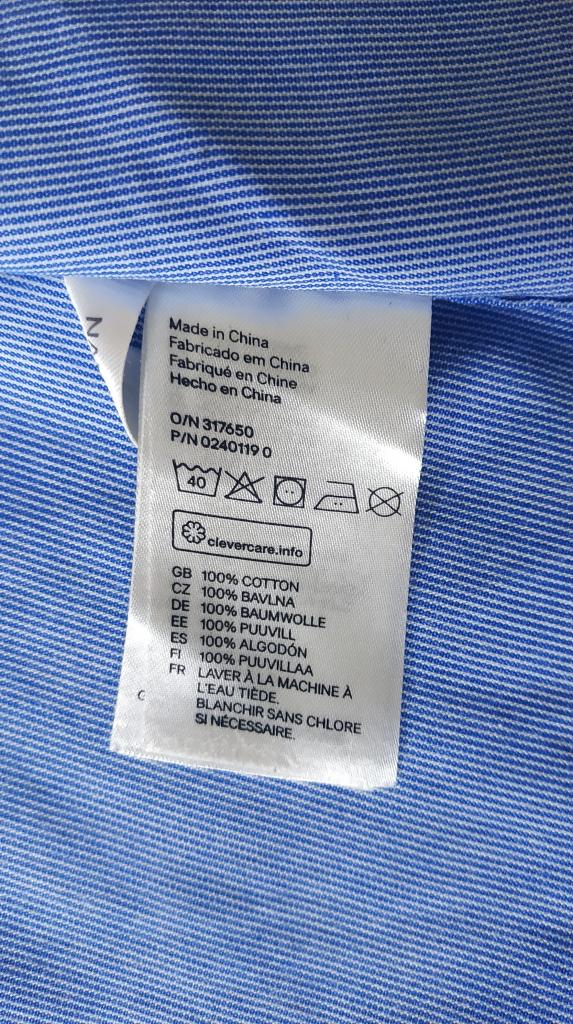 Made in China
Fabricado em China
Fabriqué en Chine
Hecho en China
O/N 317650
P/N 0240119 0
40
clevercare.info
GB 100% COTTON
CZ 100% BAVLNA
DE 100% BAUMWOLLE
EE 100% PUUVILL
ES 100% ALGODÓN
FI 100% PUUVILLAA
FR LAVER À LA MACHINE À
L'EAU TIÈDE.
BLANCHIR SANS CHLORE
SI NÉCESSAIRE.